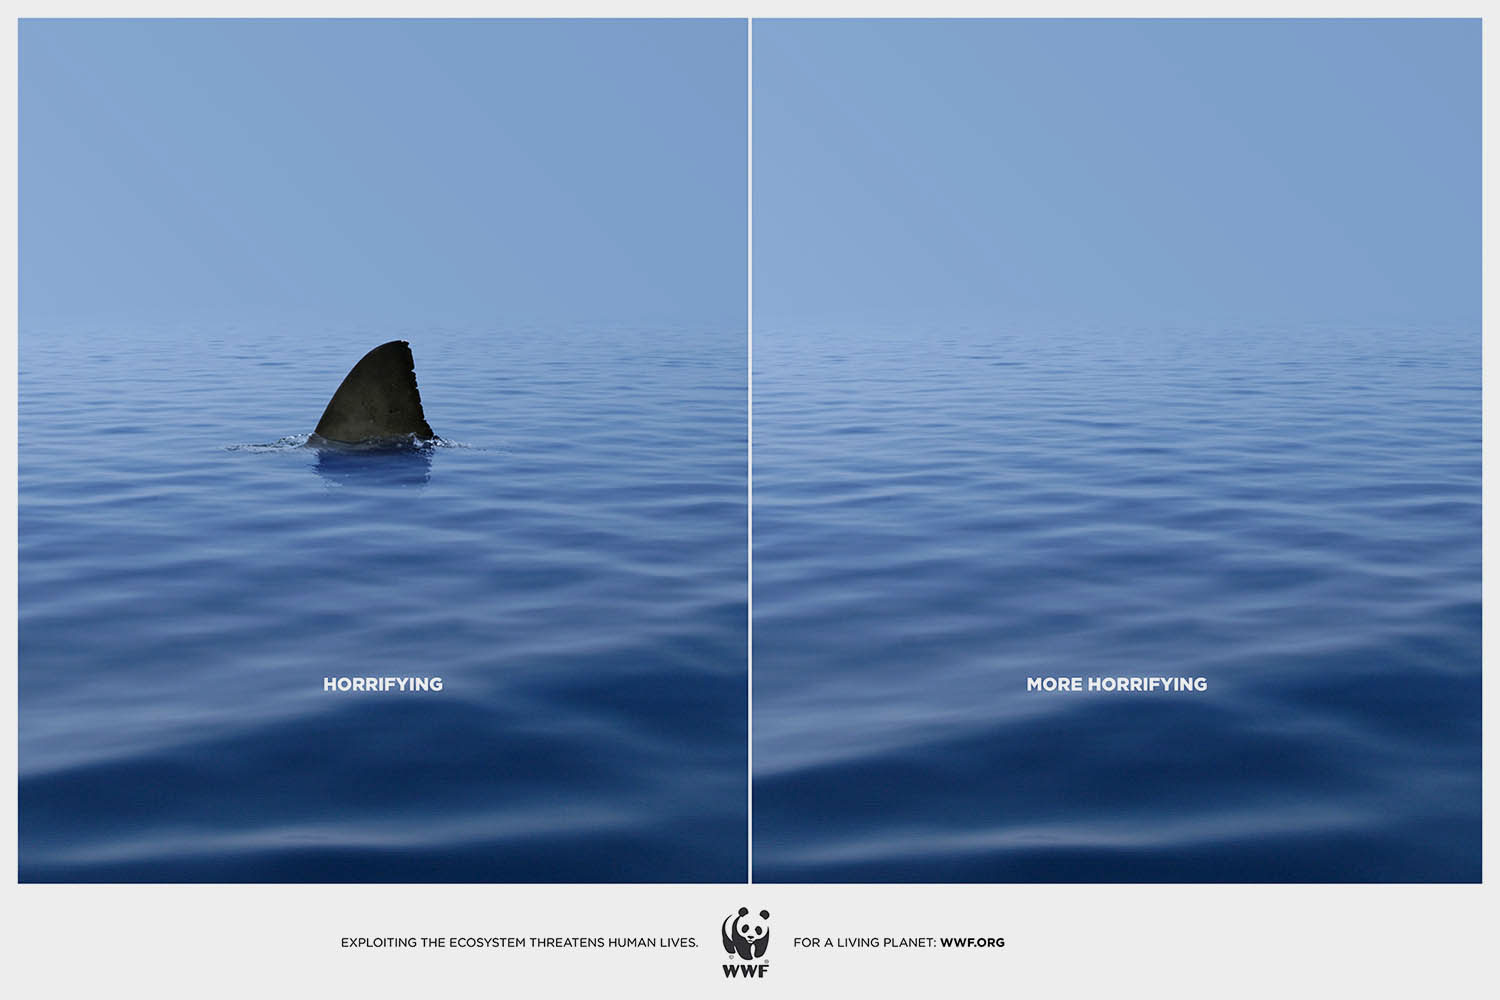 HORRIFYING
MORE HORRIFYING
EXPLOITING THE ECOSYSTEM THREATENS HUMAN LIVES.
WWF
FOR A LIVING PLANET: WWF.ORG